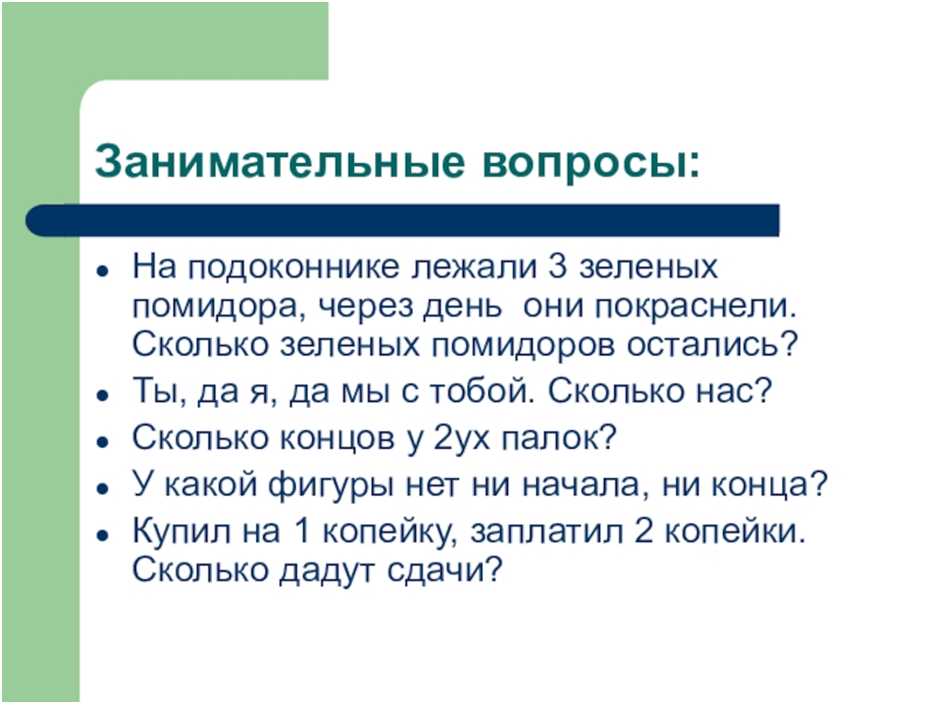 Занимательные вопросы:
На подоконнике лежали 3 зеленых
помидора, через день они покраснели.
Сколько зеленых помидоров остались?
Ты, да я, да мы с тобой. Сколько нас?
Сколько концов у 2ух палок?
У какой фигуры нет ни начала, ни конца?
Купил на 1 копейку, заплатил 2 копейки.
Сколько дадут сдачи?